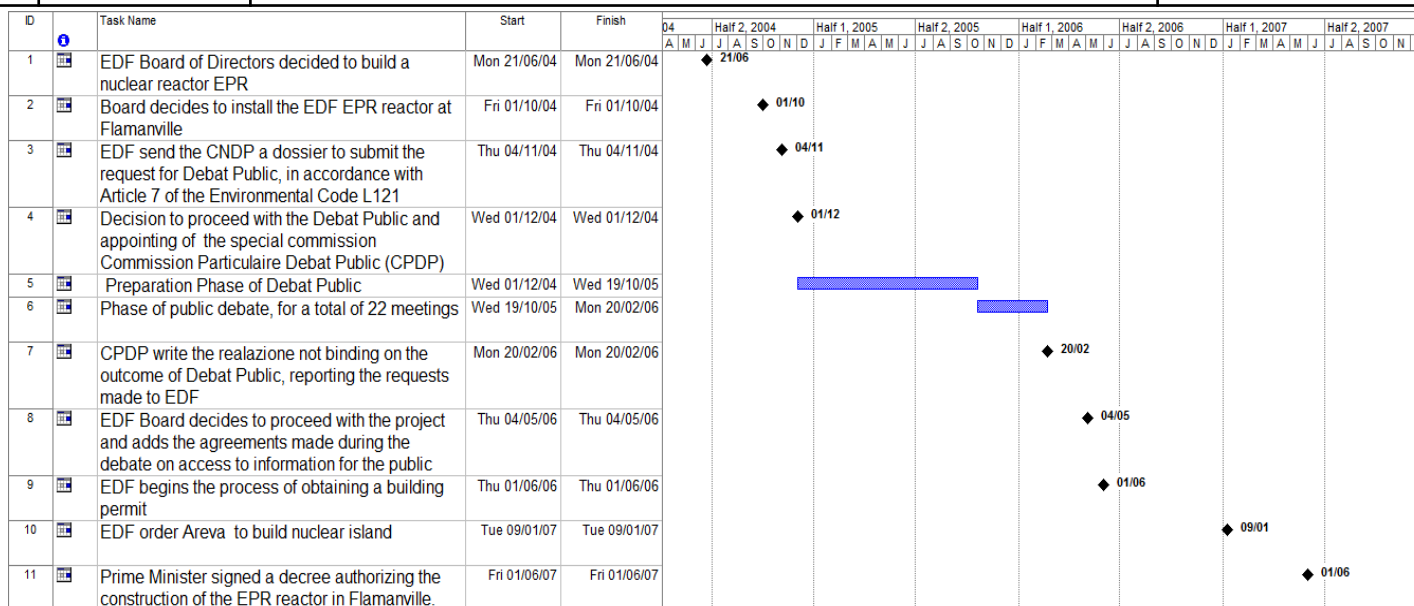 ID Task Name Start Finish 04 Half 2, 2004 Half 1, 2005 Half 2, 2005 Half 1, 2006 Half 2, 2006 Half 1, 2007 Half 2, 2007
A M J J A S O N D J F M A M J J A S O N D J F M A M J J A S O N D J F M A M J J A S O N
1 EDF Board of Directors decided to build a Mon 21/06/04 Mon 21/06/04 21/06
nuclear reactor EPR
2 Board decides to install the EDF EPR reactor at Fri 01/10/04 Fri 01/10/04 01/10
Flamanville
3 EDF send the CNDP a dossier to submit the Thu 04/11/04 Thu 04/11/04 04/11
request for Debat Public, in accordance with
Article 7 of the Environmental Code L121
4 Decision to proceed with the Debat Public and Wed 01/12/04 Wed 01/12/04 01/12
appointing of the special commission
Commission Particulaire Debat Public (CPDP)
5 Preparation Phase of Debat Public Wed 01/12/04 Wed 19/10/05
6 Phase of public debate, for a total of 22 meetings Wed 19/10/05 Mon 20/02/06
7 CPDP write the realazione not binding on the Mon 20/02/06 Mon 20/02/06 20/02
outcome of Debat Public, reporting the requests
made to EDF
8 EDF Board decides to proceed with the project Thu 04/05/06 Thu 04/05/06 04/05
and adds the agreements made during the
debate on access to information for the public
9 EDF begins the process of obtaining a building Thu 01/06/06 Thu 01/06/06 01/06
permit
10 EDF order Areva to build nuclear island Tue 09/01/07 Tue 09/01/07 09/01
11 Prime Minister signed a decree authorizing the Fri 01/06/07 Fri 01/06/07 01/06
construction of the EPR reactor in Flamanville.